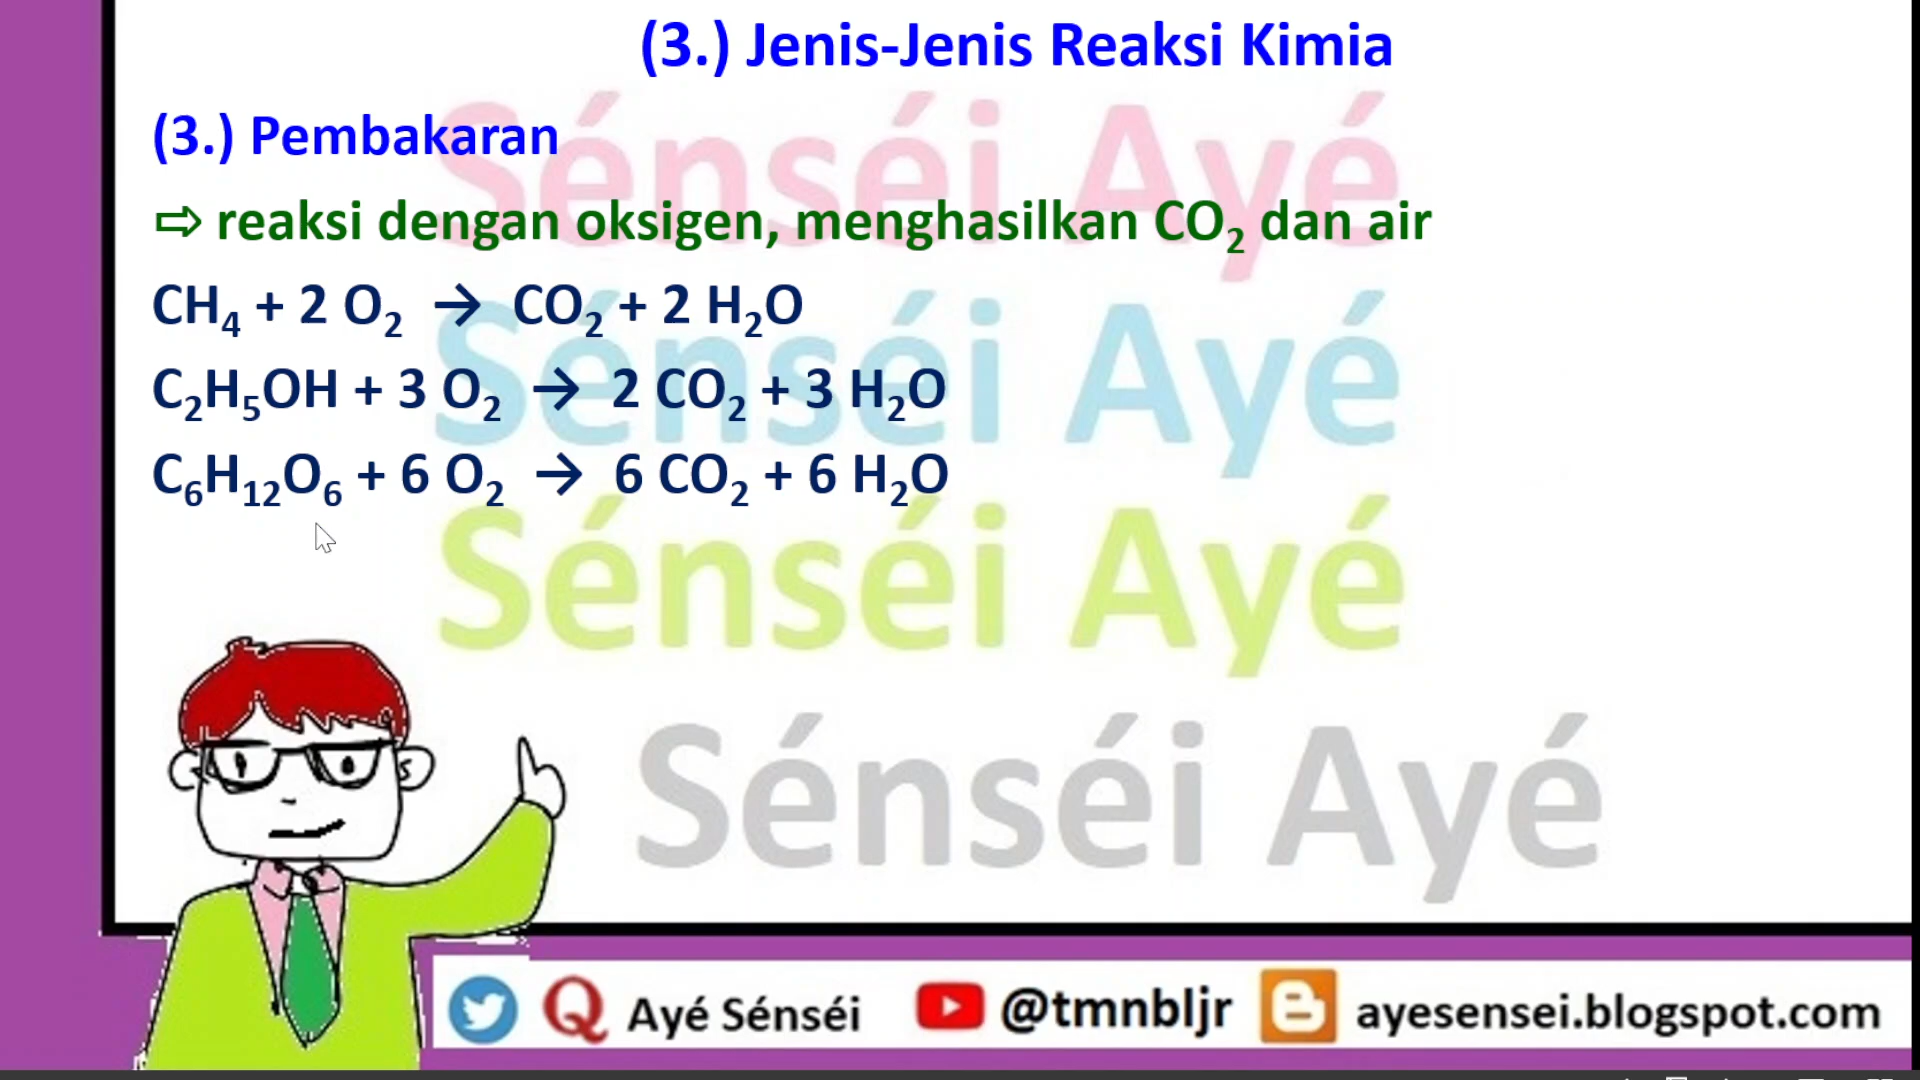 (3.) Jenis-Jenis Reaksi Kimia
(3.) Pembakaran
⇨ reaksi dengan oksigen, menghasilkan CO₂ dan air
CH₄ + 2 O₂ → CO₂ + 2 H₂O
C₂H₅OH + 3 O₂ → 2 CO₂ + 3 H₂O
C₆H₁₂O₆ + 6 O₂ → 6 CO₂ + 6 H₂O
Sénséi Ayé
Sénséi Ayé
Sénséi Ayé
Sénséi Ayé
Ayé Sénséi @tmnbljr ayesensei.blogspot.com